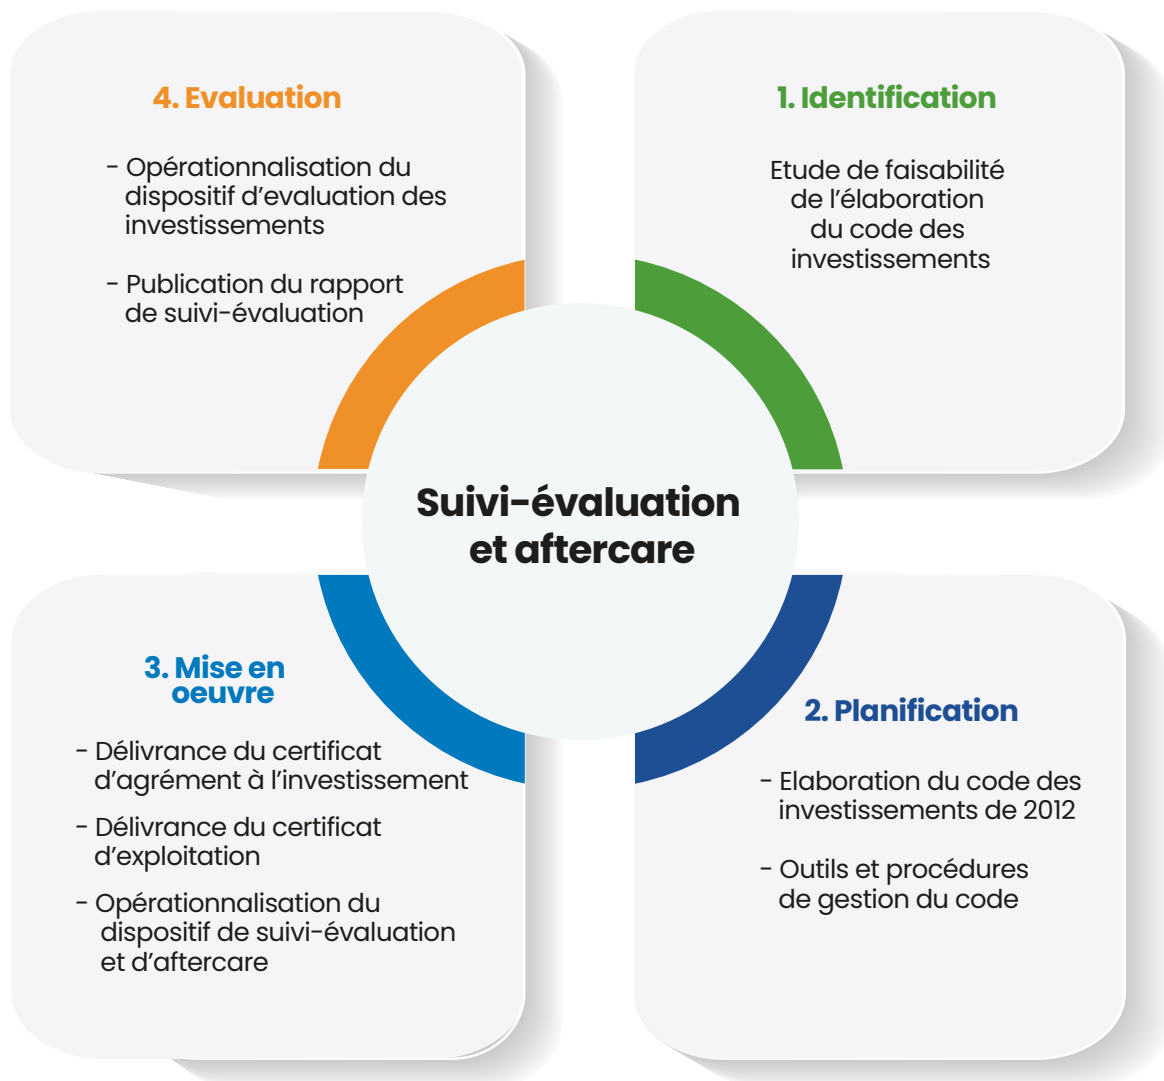 4. Evaluation
- Opérationnalisation du
dispositif d’evaluation des
investissements
- Publication du rapport
de suivi-évaluation
1. Identification
Etude de faisabilité
de l’élaboration
du code des
investissements
Suivi-évaluation
et aftercare
3. Mise en
oeuvre
- Délivrance du certificat
d’agrément à l’investissement
- Délivrance du certificat
d’exploitation
- Opérationnalisation du
dispositif de suivi-évaluation
et d’aftercare
2. Planification
- Elaboration du code des
investissements de 2012
- Outils et procédures
de gestion du code